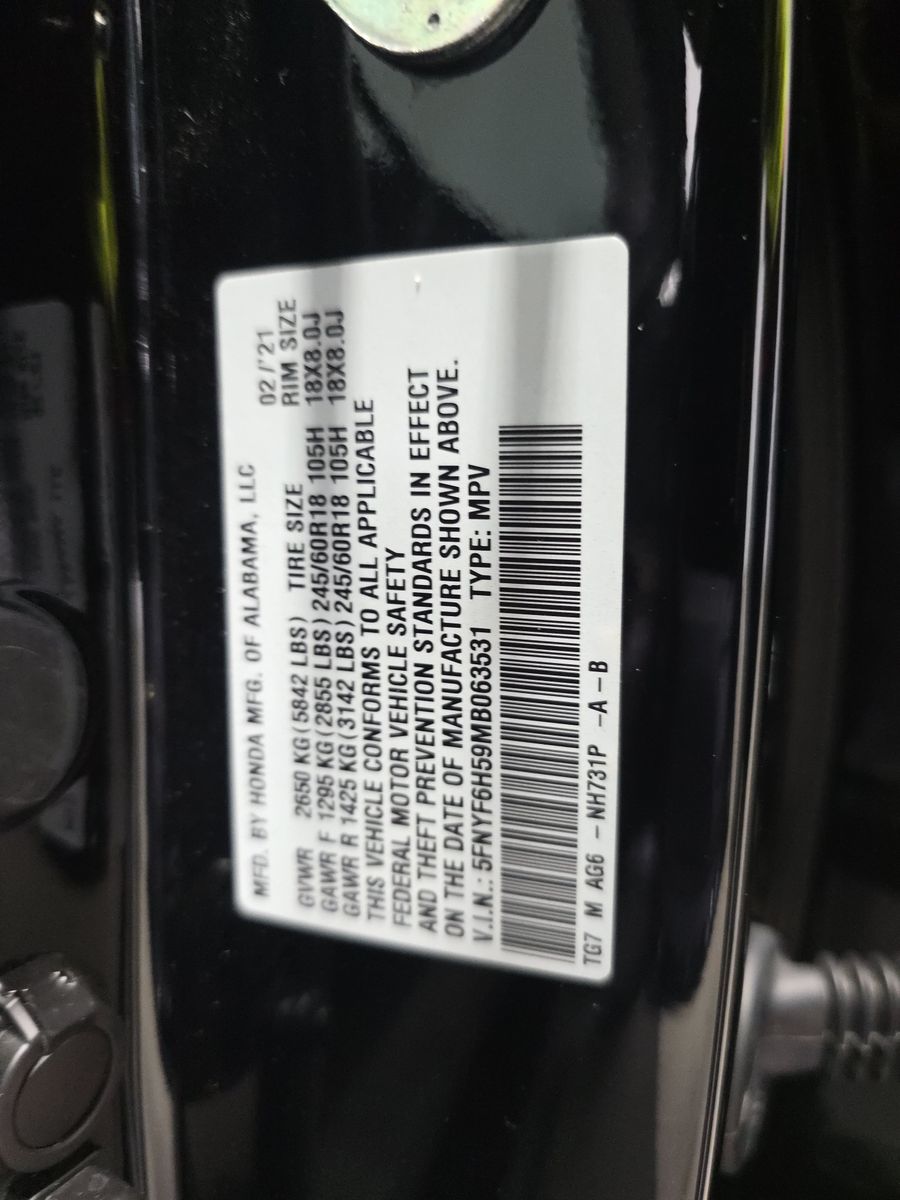 MFD. BY HONDA MFG. OF ALABAMA, LLC 02/'21
GVWR 2650 KG(5842 LBS) TIRE SIZE RIM SIZE
GAWR F 1295 KG(2855 LBS) 245/60R18 105H 18X8.0J
GAWR R 1425 KG(3142 LBS) 245/60R18 105H 18X8.0J
THIS VEHICLE CONFORMS TO ALL APPLICABLE
FEDERAL MOTOR VEHICLE SAFETY
AND THEFT PREVENTION STANDARDS IN EFFECT
ON THE DATE OF MANUFACTURE SHOWN ABOVE.
V.I.N.: 5FNYF6H59MB063531 TYPE: MPV
TG7 M AG6 -NH731P -A-B